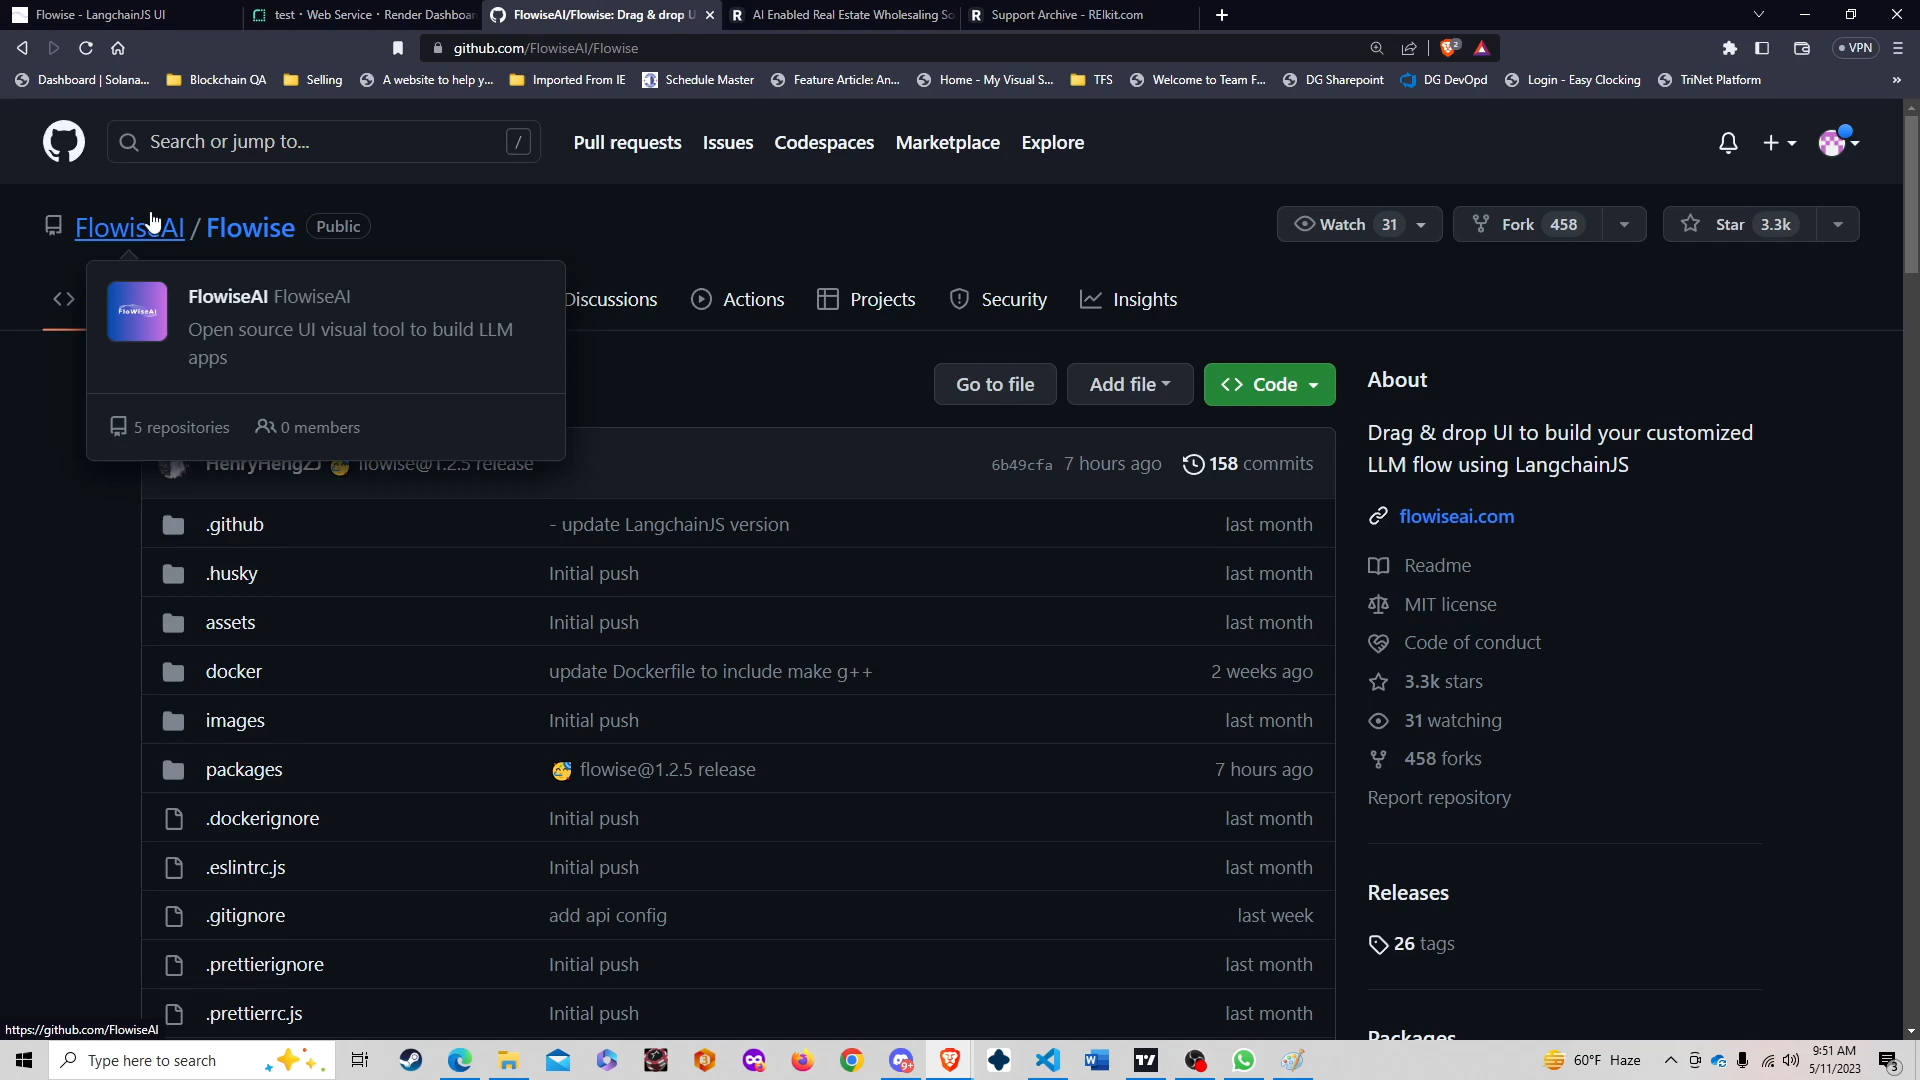 Flowise - LangchainJS UI
test · Web Service · Render Dashboar
FlowiseAI/Flowise: Drag & drop U
AI Enabled Real Estate Wholesaling So
Support Archive - REIkit.com
github.com/FlowiseAI/Flowise
2
VPN
Dashboard | Solana...
Blockchain QA
Selling
A website to help y...
Imported From IE
Schedule Master
Feature Article: An...
Home - My Visual S...
TFS
Welcome to Team F...
DG Sharepoint
DG DevOpd
Login - Easy Clocking
TriNet Platform
»
Search or jump to...
/
Pull requests
Issues
Codespaces
Marketplace
Explore
FlowiseAI / Flowise
Public
Watch 31
Fork 458
Star 3.3k
Discussions
Actions
Projects
Security
Insights
FlowiseAI
FlowiseAI FlowiseAI
Open source UI visual tool to build LLM
apps
5 repositories
0 members
Go to file
Add file
<> Code
HenryHengZJ flowise@1.2.5 release
6b49cfa 7 hours ago
158 commits
.github - update LangchainJS version last month
.husky Initial push last month
assets Initial push last month
docker update Dockerfile to include make g++ 2 weeks ago
images Initial push last month
packages 🥳 flowise@1.2.5 release 7 hours ago
.dockerignore Initial push last month
.eslintrc.js Initial push last month
.gitignore add api config last week
.prettierignore Initial push last month
.prettierrc.js Initial push last month
About
Drag & drop UI to build your customized
LLM flow using LangchainJS
flowiseai.com
Readme
MIT license
Code of conduct
3.3k stars
31 watching
458 forks
Report repository
Releases
26 tags
Packages
https://github.com/FlowiseAI
Type here to search
9+
60°F Haze
9:51 AM
5/11/2023
3